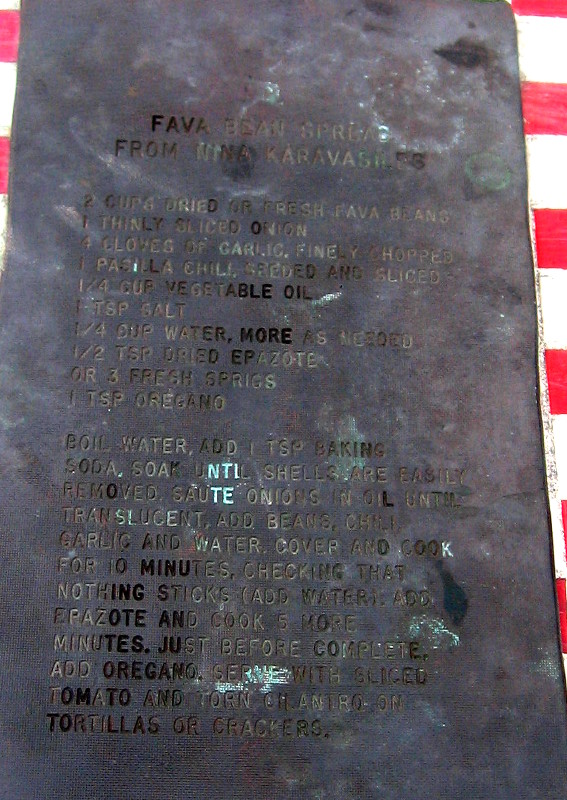 FAVA BEAN SPREAD
FROM NINA KARAVASILES
2 CUPS DRIED OR FRESH FAVA BEANS
1 THINLY SLICED ONION
4 CLOVES OF GARLIC, FINELY CHOPPED
1 PASILLA CHILI, SEEDED AND SLICED
1/4 CUP VEGETABLE OIL
1 TSP SALT
1/4 CUP WATER, MORE AS NEEDED
1/2 TSP DRIED EPAZOTE
OR 3 FRESH SPRIGS
1 TSP OREGANO
BOIL WATER, ADD 1 TSP BAKING
SODA. SOAK UNTIL SHELLS ARE EASILY
REMOVED. SAUTE ONIONS IN OIL UNTIL
TRANSLUCENT, ADD BEANS, CHILI,
GARLIC AND WATER. COVER AND COOK
FOR 10 MINUTES, CHECKING THAT
NOTHING STICKS (ADD WATER). ADD
EPAZOTE AND COOK 5 MORE
MINUTES. JUST BEFORE COMPLETE,
ADD OREGANO. SERVE WITH SLICED
TOMATO AND TORN CILANTRO ON
TORTILLAS OR CRACKERS.